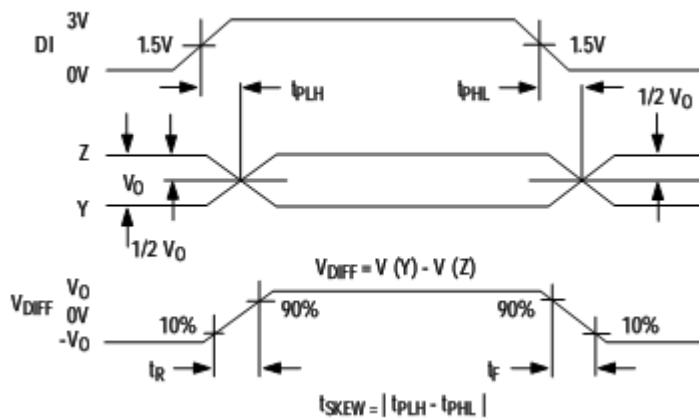 3V
DI
1.5V
1.5V
0V
tPLH
tPHL
1/2 VO
Z
VO
Y
1/2 VO
VDIFF = V (Y) - V (Z)
VO
VDIFF
0V
90%
90%
10%
10%
-VO
tR
tF
tSKEW = | tPLH - tPHL |